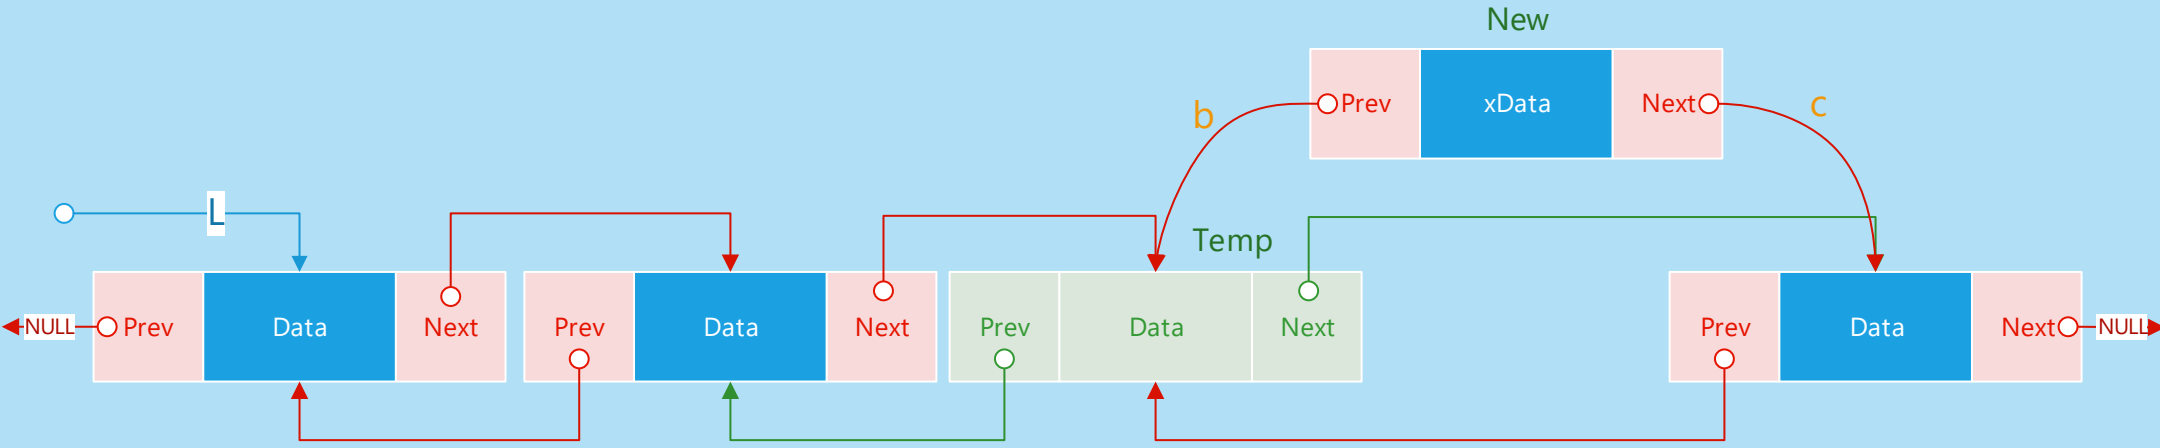 New
b
Prev
xData
Next
c
L
Temp
NULL
Prev
Data
Next
Prev
Data
Next
Prev
Data
Next
Prev
Data
Next
NULL